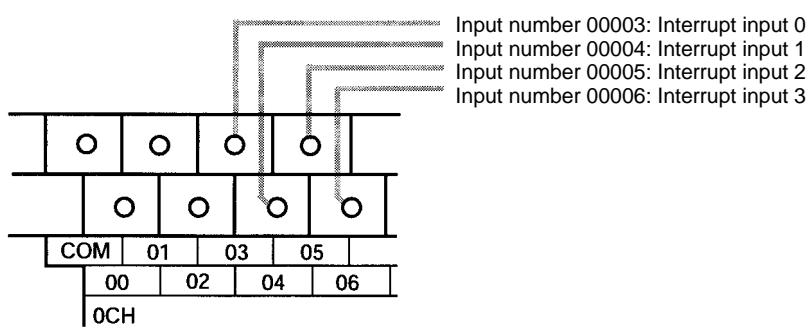 Input number 00003: Interrupt input 0
Input number 00004: Interrupt input 1
Input number 00005: Interrupt input 2
Input number 00006: Interrupt input 3
COM 01 03 05
00 02 04 06
0CH